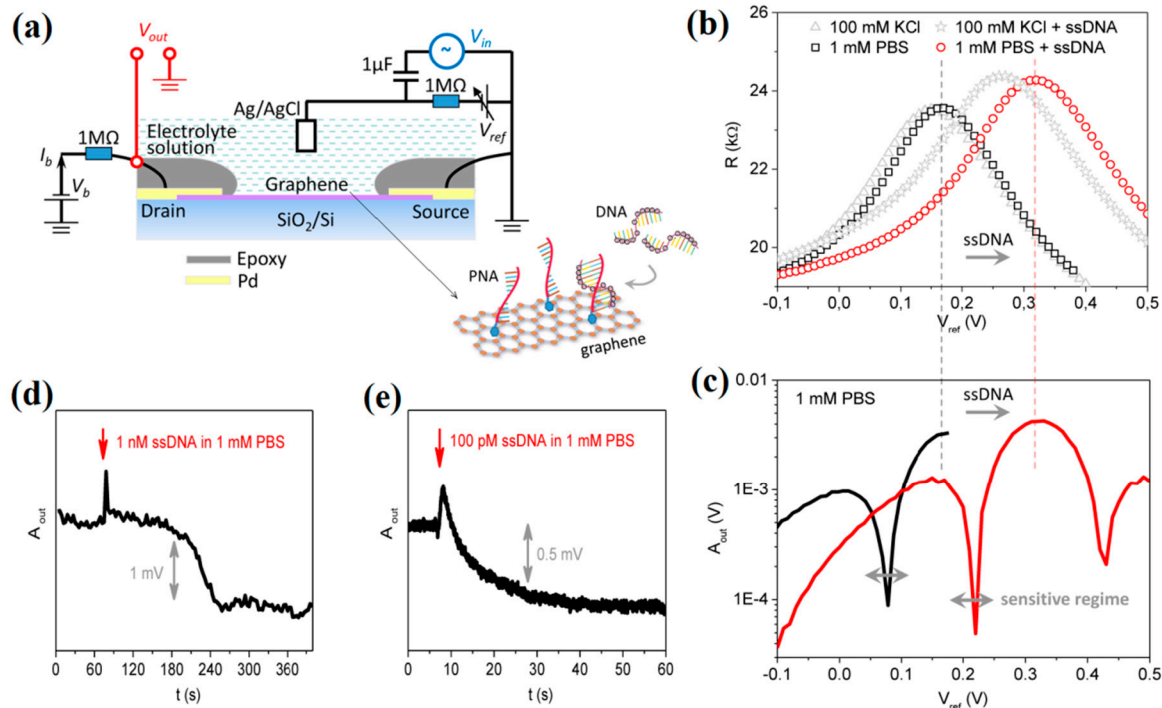 (a)
V_out
V_in
1μF
1MΩ
Ag/AgCl
V_ref
1MΩ
Electrolyte
solution
I_b
V_b
Graphene
Drain
Source
SiO₂/Si
Epoxy
Pd
DNA
PNA
graphene
(b)
100 mM KCl
100 mM KCl + ssDNA
1 mM PBS
1 mM PBS + ssDNA
R (kΩ)
26
24
22
20
ssDNA
-0,1 0,0 0,1 0,2 0,3 0,4 0,5
V_ref (V)
(c)
1 mM PBS
ssDNA
A_out (V)
0.01
1E-3
1E-4
sensitive regime
-0.1 0.0 0.1 0.2 0.3 0.4 0.5
V_ref (V)
(d)
1 nM ssDNA in 1 mM PBS
A_out
1 mV
0 60 120 180 240 300 360
t (s)
(e)
100 pM ssDNA in 1 mM PBS
A_out
0.5 mV
0 10 20 30 40 50 60
t (s)